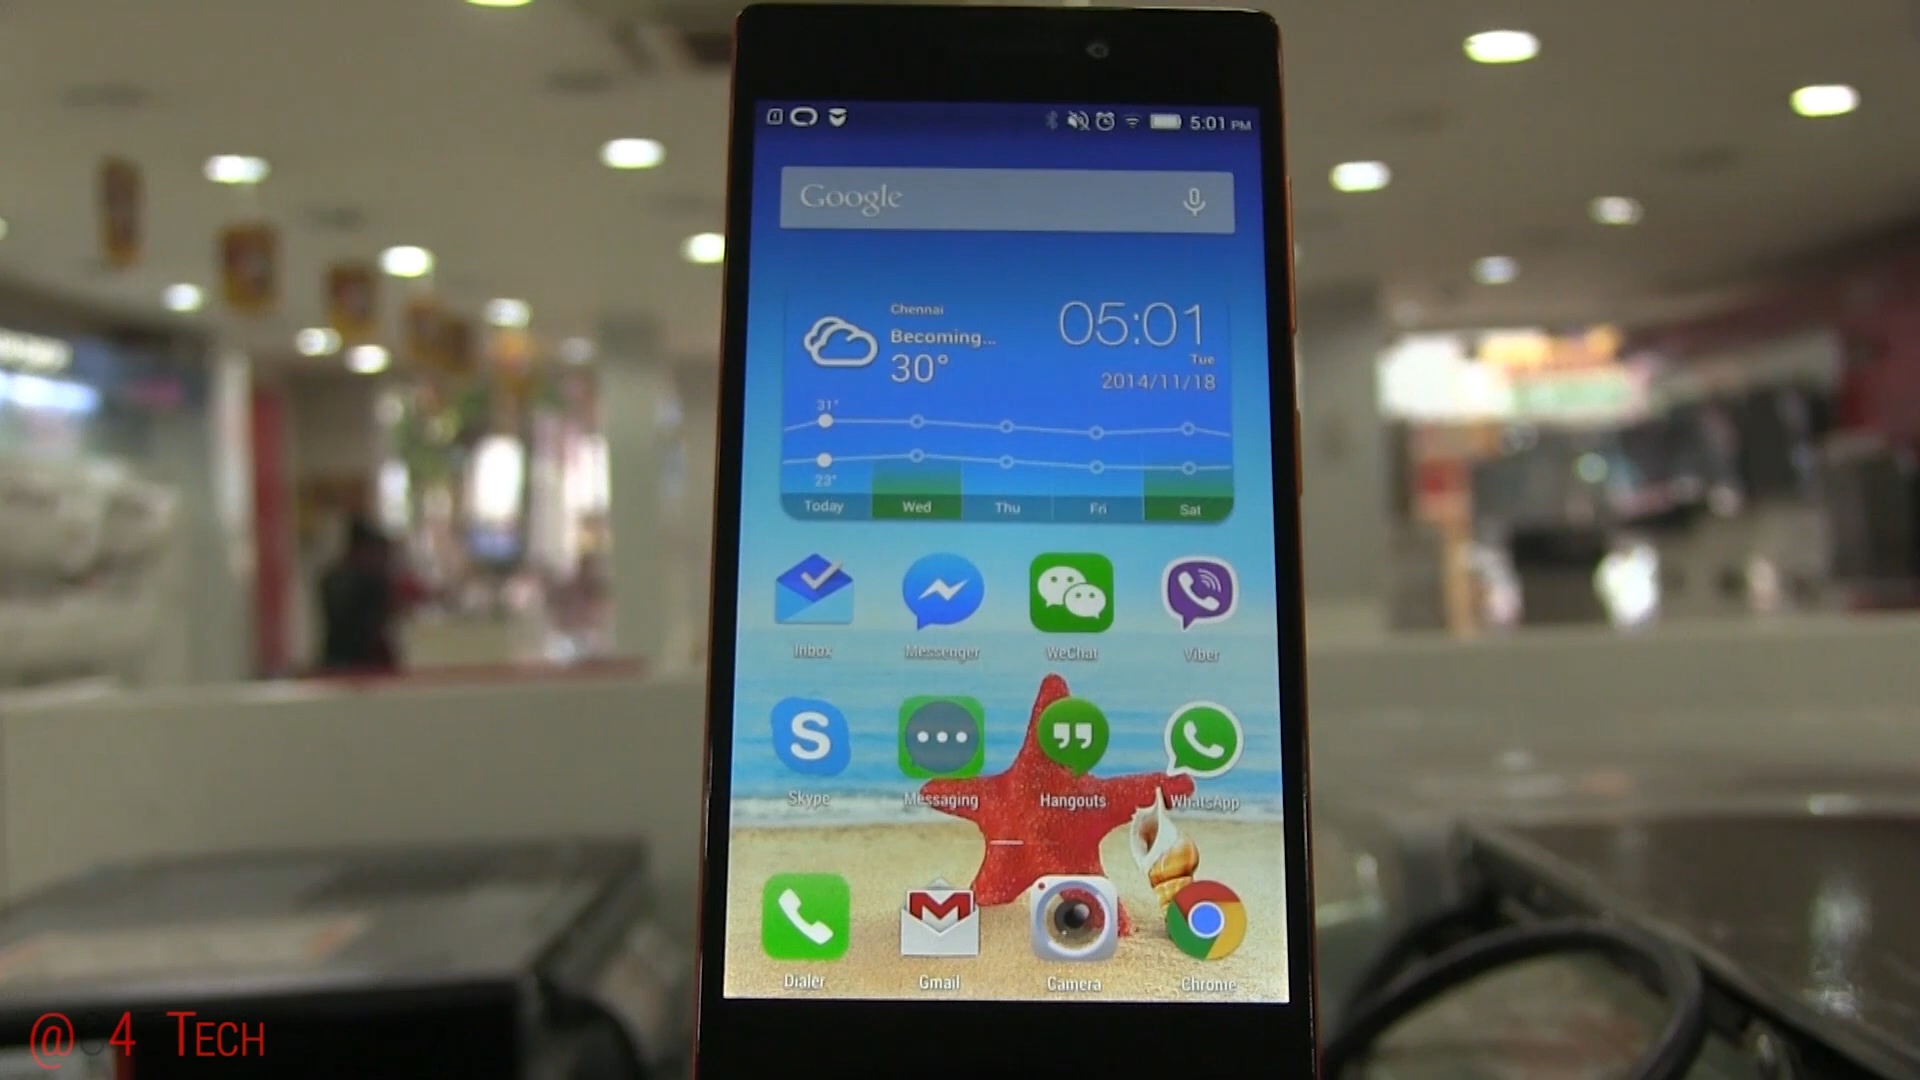 5:01 PM
Google
Chennai
Becoming...
30°
05:01
Tue
2014/11/18
31°
23°
Today Wed Thu Fri Sat
Inbox Messenger WeChat Viber
S
Skype Messaging Hangouts WhatsApp
Dialer Gmail Camera Chrome
4 TECH